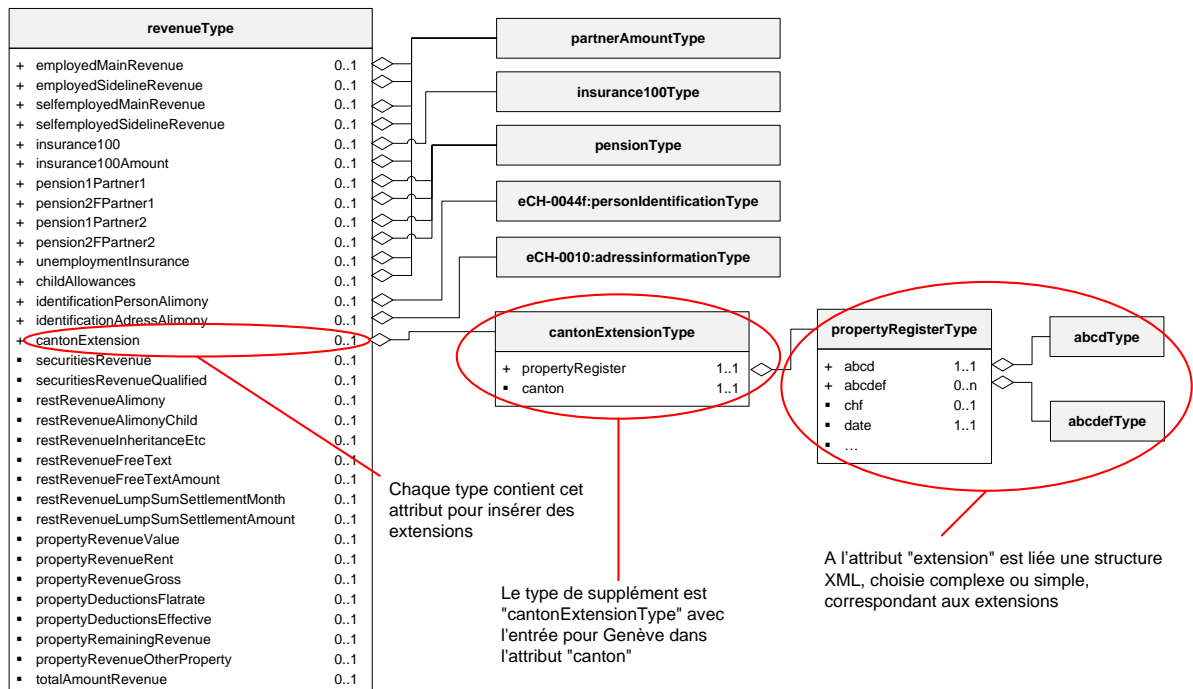 revenueType
+ employedMainRevenue 0..1
+ employedSidelineRevenue 0..1
+ selfemployedMainRevenue 0..1
+ selfemployedSidelineRevenue 0..1
+ insurance100 0..1
+ insurance100Amount 0..1
+ pension1Partner1 0..1
+ pension2FPartner1 0..1
+ pension1Partner2 0..1
+ pension2FPartner2 0..1
+ unemploymentInsurance 0..1
+ childAllowances 0..1
+ identificationPersonAlimony 0..1
+ identificationAdressAlimony 0..1
+ cantonExtension 0..1
▪ securitiesRevenue 0..1
▪ securitiesRevenueQualified 0..1
▪ restRevenueAlimony 0..1
▪ restRevenueAlimonyChild 0..1
▪ restRevenueInheritanceEtc 0..1
▪ restRevenueFreeText 0..1
▪ restRevenueFreeTextAmount 0..1
▪ restRevenueLumpSumSettlementMonth 0..1
▪ restRevenueLumpSumSettlementAmount 0..1
▪ propertyRevenueValue 0..1
▪ propertyRevenueRent 0..1
▪ propertyRevenueGross 0..1
▪ propertyDeductionsFlatrate 0..1
▪ propertyDeductionsEffective 0..1
▪ propertyRemainingRevenue 0..1
▪ propertyRevenueOtherProperty 0..1
▪ totalAmountRevenue 0..1
partnerAmountType
insurance100Type
pensionType
eCH-0044f:personIdentificationType
eCH-0010:adressinformationType
cantonExtensionType
+ propertyRegister 1..1
▪ canton 1..1
propertyRegisterType
+ abcd 1..1
+ abcdef 0..n
▪ chf 0..1
▪ date 1..1
▪ …
abcdType
abcdefType
Chaque type contient cet
attribut pour insérer des
extensions
Le type de supplément est
"cantonExtensionType" avec
l'entrée pour Genève dans
l'attribut "canton"
A l’attribut "extension" est liée une structure
XML, choisie complexe ou simple,
correspondant aux extensions